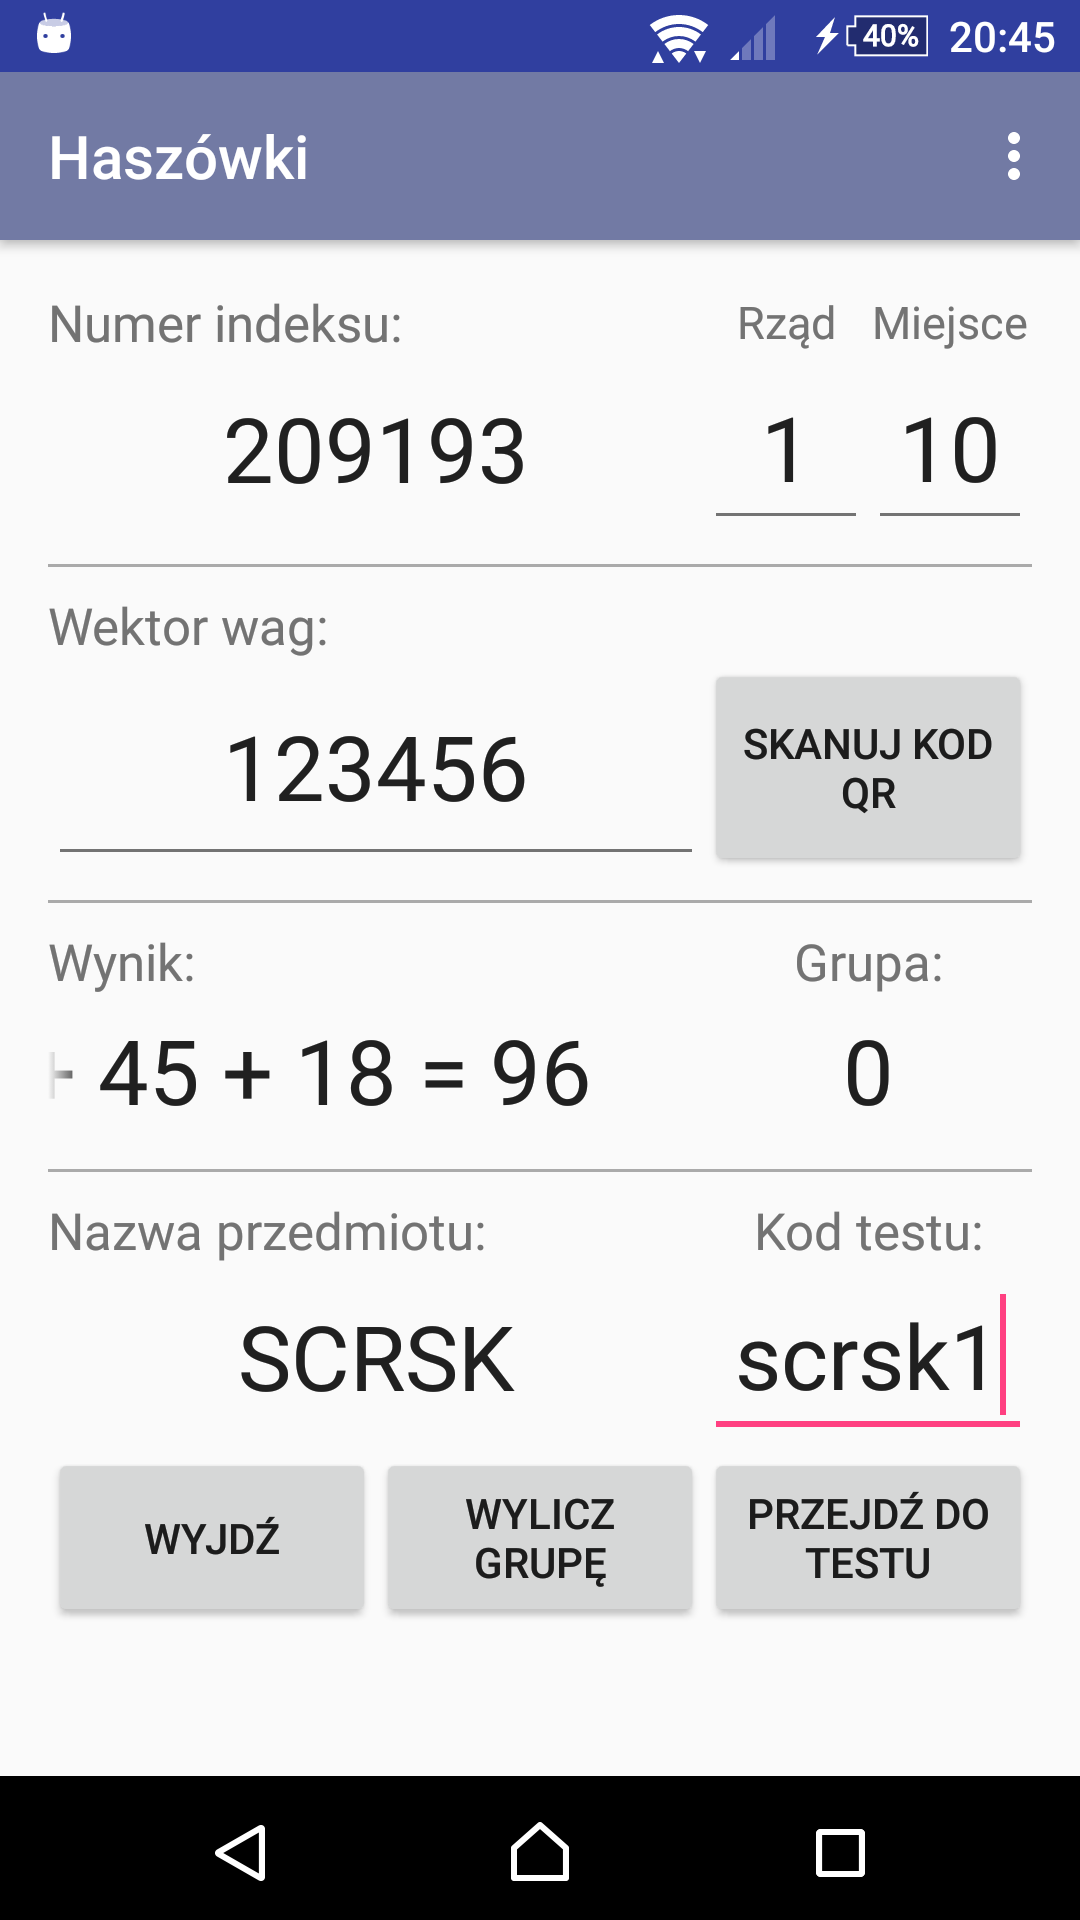 40% 20:45
Haszówki
Numer indeksu: Rząd Miejsce
209193 1 10
Wektor wag:
123456
SKANUJ KOD
QR
Wynik: Grupa:
+ 45 + 18 = 96 0
Nazwa przedmiotu: Kod testu:
SCRSK scrsk1
WYJDŹ
WYLICZ
GRUPĘ
PRZEJDŹ DO
TESTU